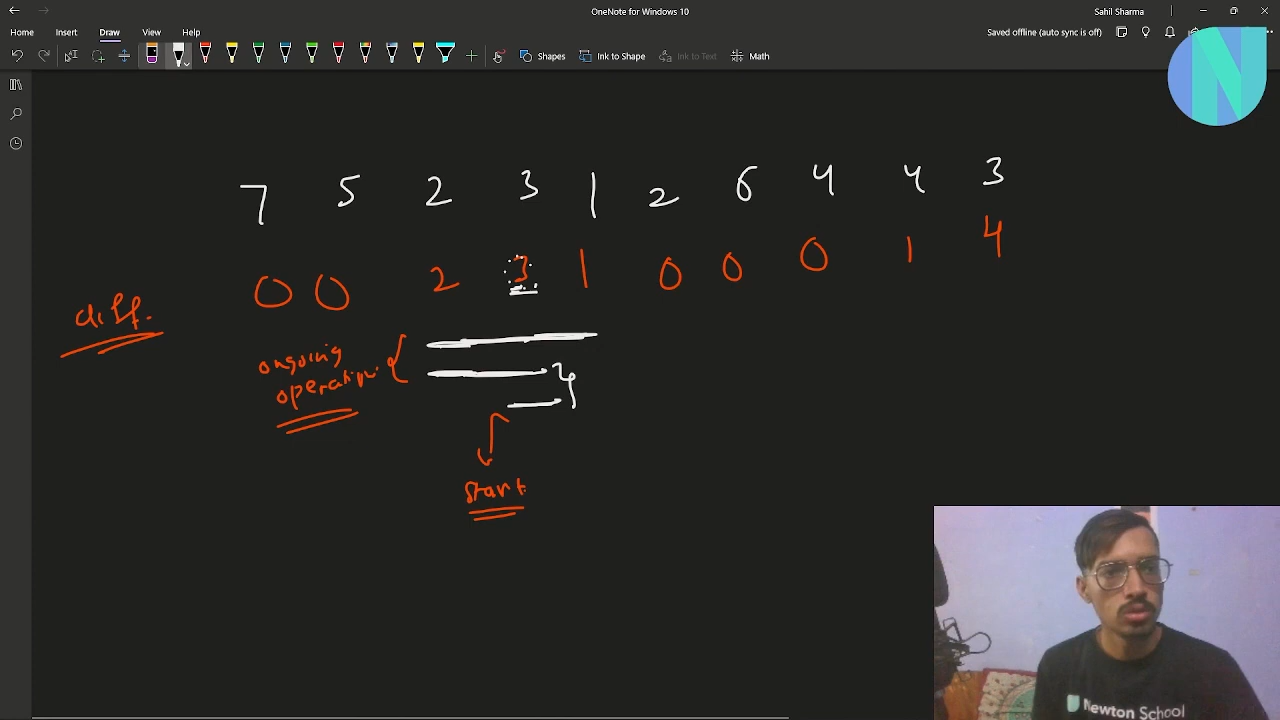 OneNote for Windows 10
Sahil Sharma
Home Insert Draw View Help
Saved offline (auto sync is off)
Shapes Ink to Shape Ink to Text Math
7 5 2 3 1 2 6 4 4 3
0 0 2 3 1 0 0 0 1 4
diff.
ongoing
operation
start
Newton School